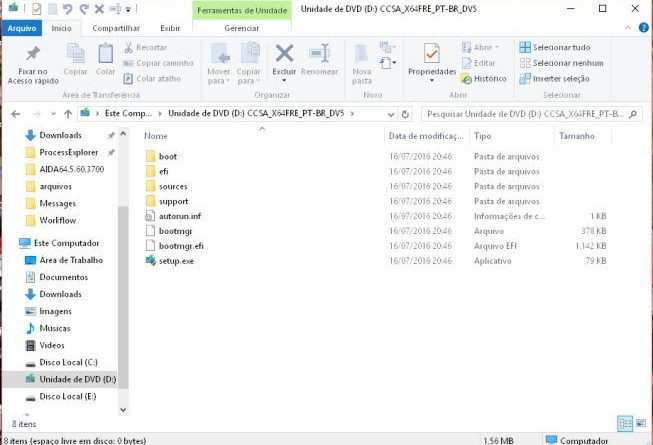 Ferramentas de Unidade
Unidade de DVD (D:) CCSA_X64FRE_PT-BR_DV5
Arquivo Início Compartilhar Exibir Gerenciar
Fixar no Acesso rápido
Copiar
Colar
Recortar
Copiar caminho
Colar atalho
Mover para
Copiar para
Excluir
Renomear
Nova pasta
Propriedades
Abrir
Editar
Histórico
Selecionar tudo
Selecionar nenhum
Inverter seleção
Área de Transferência Organizar Novo Abrir Selecionar
Este Comp... Unidade de DVD (D:) CCSA_X64FRE_PT-BR_DV5
Pesquisar Unidade de DVD (D:) CCSA_X64FRE_PT-B...
Downloads
ProcessExplorer
AIDA64.5.60.3700
arquivos
Messages
Workflow
Este Computador
Área de Trabalho
Documentos
Downloads
Imagens
Músicas
Vídeos
Disco Local (C:)
Unidade de DVD (D:)
Disco Local (E:)
Nome Data de modificaç... Tipo Tamanho
boot 16/07/2016 20:46 Pasta de arquivos
efi 16/07/2016 20:46 Pasta de arquivos
sources 16/07/2016 20:46 Pasta de arquivos
support 16/07/2016 20:46 Pasta de arquivos
autorun.inf 16/07/2016 20:46 Informações de c... 1 KB
bootmgr 16/07/2016 20:46 Arquivo 378 KB
bootmgr.efi 16/07/2016 20:46 Arquivo EFI 1.142 KB
setup.exe 16/07/2016 20:46 Aplicativo 79 KB
8 itens
8 itens (espaço livre em disco: 0 bytes) 1,56 MB Computador